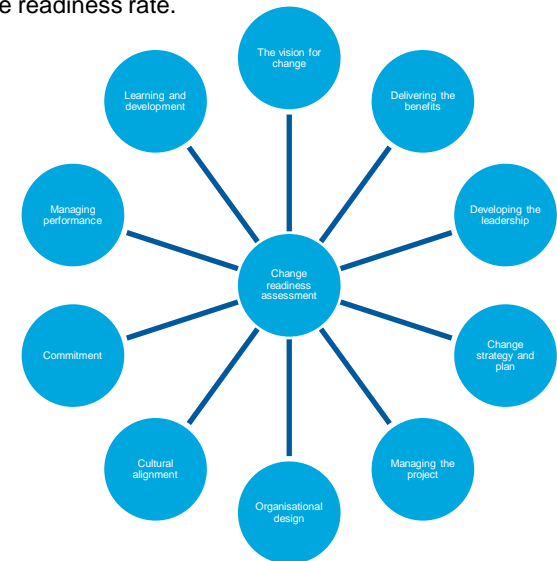 e readiness rate.
The vision for
change
Delivering the
benefits
Developing the
leadership
Change
strategy and
plan
Managing the
project
Organisational
design
Cultural
alignment
Commitment
Managing
performance
Learning and
development
Change
readiness
assessment